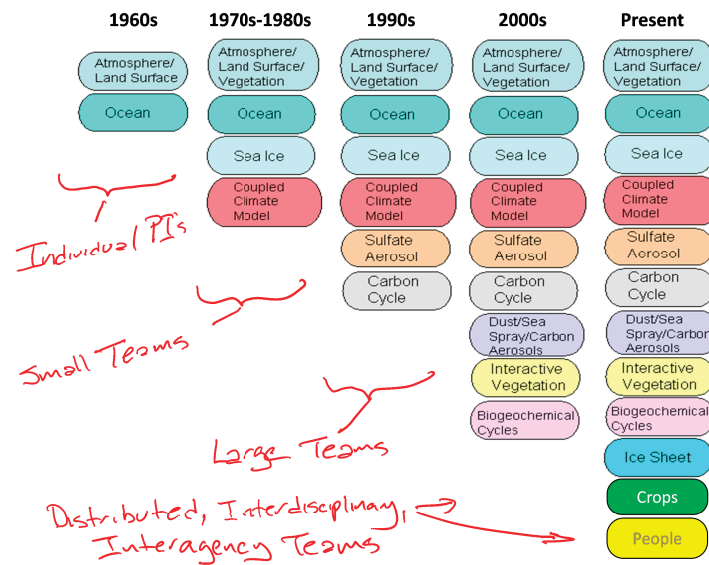 1960s
1970s-1980s
1990s
2000s
Present
Atmosphere/
Land Surface
Ocean
Atmosphere/
Land Surface/
Vegetation
Ocean
Sea Ice
Coupled
Climate
Model
Atmosphere/
Land Surface/
Vegetation
Ocean
Sea Ice
Coupled
Climate
Model
Sulfate
Aerosol
Carbon
Cycle
Atmosphere/
Land Surface/
Vegetation
Ocean
Sea Ice
Coupled
Climate
Model
Sulfate
Aerosol
Carbon
Cycle
Dust/Sea
Spray/Carbon
Aerosols
Interactive
Vegetation
Biogeochemical
Cycles
Atmosphere/
Land Surface/
Vegetation
Ocean
Sea Ice
Coupled
Climate
Model
Sulfate
Aerosol
Carbon
Cycle
Dust/Sea
Spray/Carbon
Aerosols
Interactive
Vegetation
Biogeochemical
Cycles
Ice Sheet
Crops
People
Individual PI's
Small Teams
Large Teams
Distributed, Interdisciplinary,
Interagency Teams